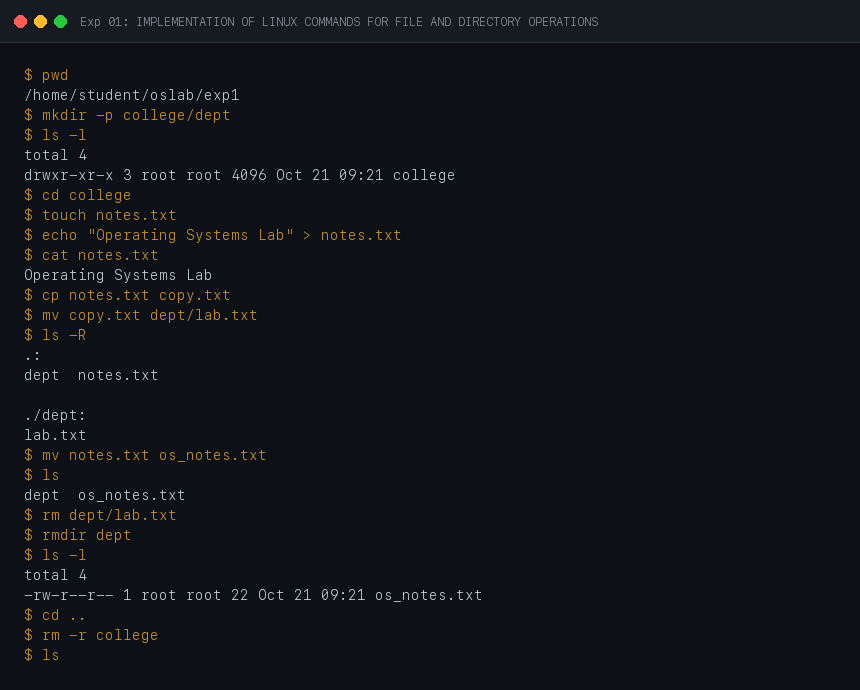 Exp 01: IMPLEMENTATION OF LINUX COMMANDS FOR FILE AND DIRECTORY OPERATIONS
$ pwd
/home/student/oslab/exp1
$ mkdir -p college/dept
$ ls -l
total 4
drwxr-xr-x 3 root root 4096 Oct 21 09:21 college
$ cd college
$ touch notes.txt
$ echo "Operating Systems Lab" > notes.txt
$ cat notes.txt
Operating Systems Lab
$ cp notes.txt copy.txt
$ mv copy.txt dept/lab.txt
$ ls -R
.:
dept  notes.txt

./dept:
lab.txt
$ mv notes.txt os_notes.txt
$ ls
dept  os_notes.txt
$ rm dept/lab.txt
$ rmdir dept
$ ls -l
total 4
-rw-r--r-- 1 root root 22 Oct 21 09:21 os_notes.txt
$ cd ..
$ rm -r college
$ ls